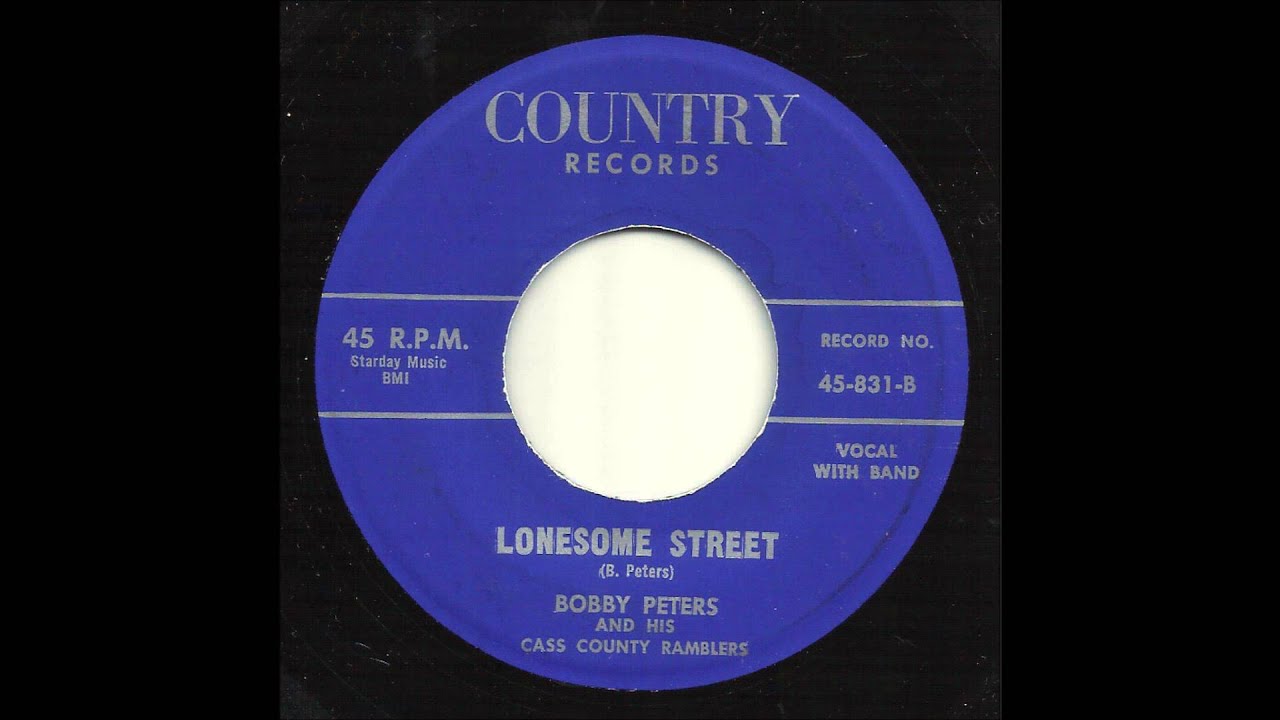 COUNTRY
RECORDS
45 R.P.M.
Starday Music
BMI
RECORD NO.
45-831-B
VOCAL
WITH BAND
LONESOME STREET
(B. Peters)
BOBBY PETERS
AND HIS
CASS COUNTY RAMBLERS